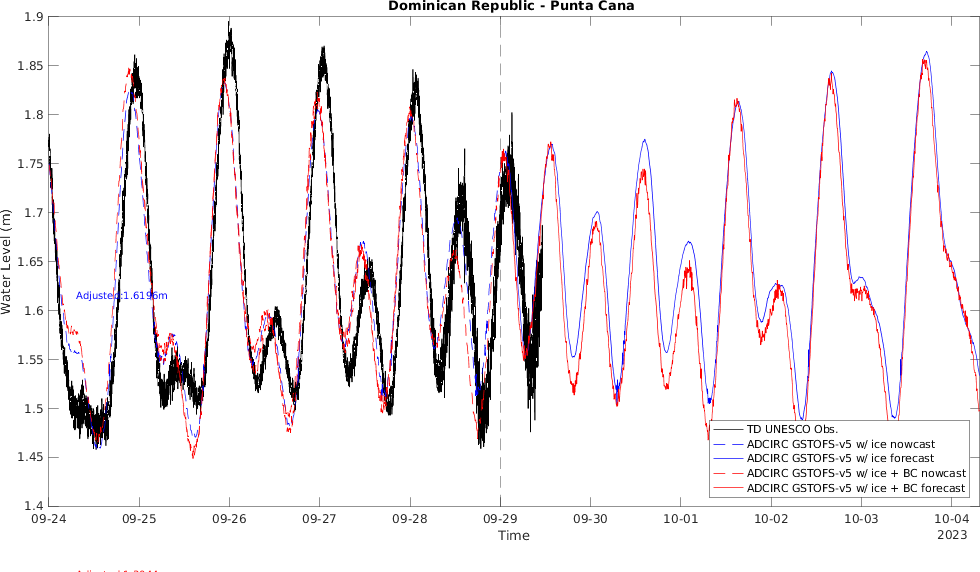 Dominican Republic - Punta Cana
1.9
1.85
1.8
1.75
1.7
1.65
1.6
1.55
1.5
1.45
1.4
Water Level (m)
Adjusted:1.6196m
TD UNESCO Obs.
ADCIRC GSTOFS-v5 w/ ice nowcast
ADCIRC GSTOFS-v5 w/ ice forecast
ADCIRC GSTOFS-v5 w/ ice + BC nowcast
ADCIRC GSTOFS-v5 w/ ice + BC forecast
09-24 09-25 09-26 09-27 09-28 09-29 09-30 10-01 10-02 10-03 10-04
Time
2023